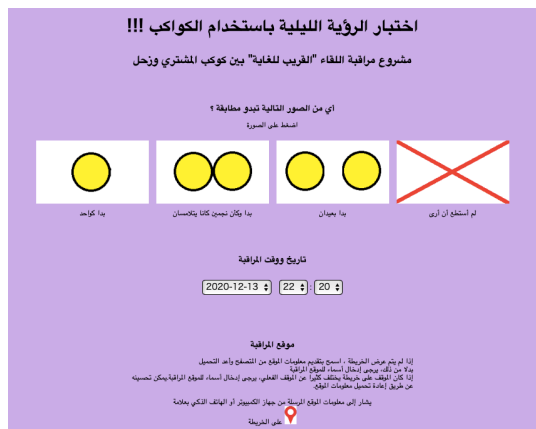 اختبار الرؤية الليلية باستخدام الكواكب !!!
مشروع مراقبة اللقاء "القريب للغاية" بين كوكب المشتري وزحل
أي من الصور التالية تبدو مطابقة ؟
اضغط على الصورة
لم أستطع أن أرى
بدا بعيدان
بدا وكأن نجمين كانا يتلامسان
بدا كواحد
تاريخ ووقت المراقبة
2020-12-13 22 : 20
موقع المراقبة
إذا لم يتم عرض الخريطة ، اسمح بتقديم معلومات الموقع من المتصفح وأعد التحميل
بدلا من ذلك، يرجى إدخال أسماء للموقع المراقبة
إذا كان الموقف على خريطة يختلف كثيرًا عن الموقف الفعلي، يرجى إدخال أسماء للموقع المراقبة.يمكن تحسينه
عن طريق إعادة تحميل معلومات الموقع.
يشار إلى معلومات الموقع المرسلة من جهاز الكمبيوتر أو الهاتف الذكي بعلامة
على الخريطة